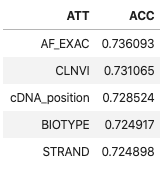 ATT ACC
AF_EXAC 0.736093
CLNVI 0.731065
cDNA_position 0.728524
BIOTYPE 0.724917
STRAND 0.724898